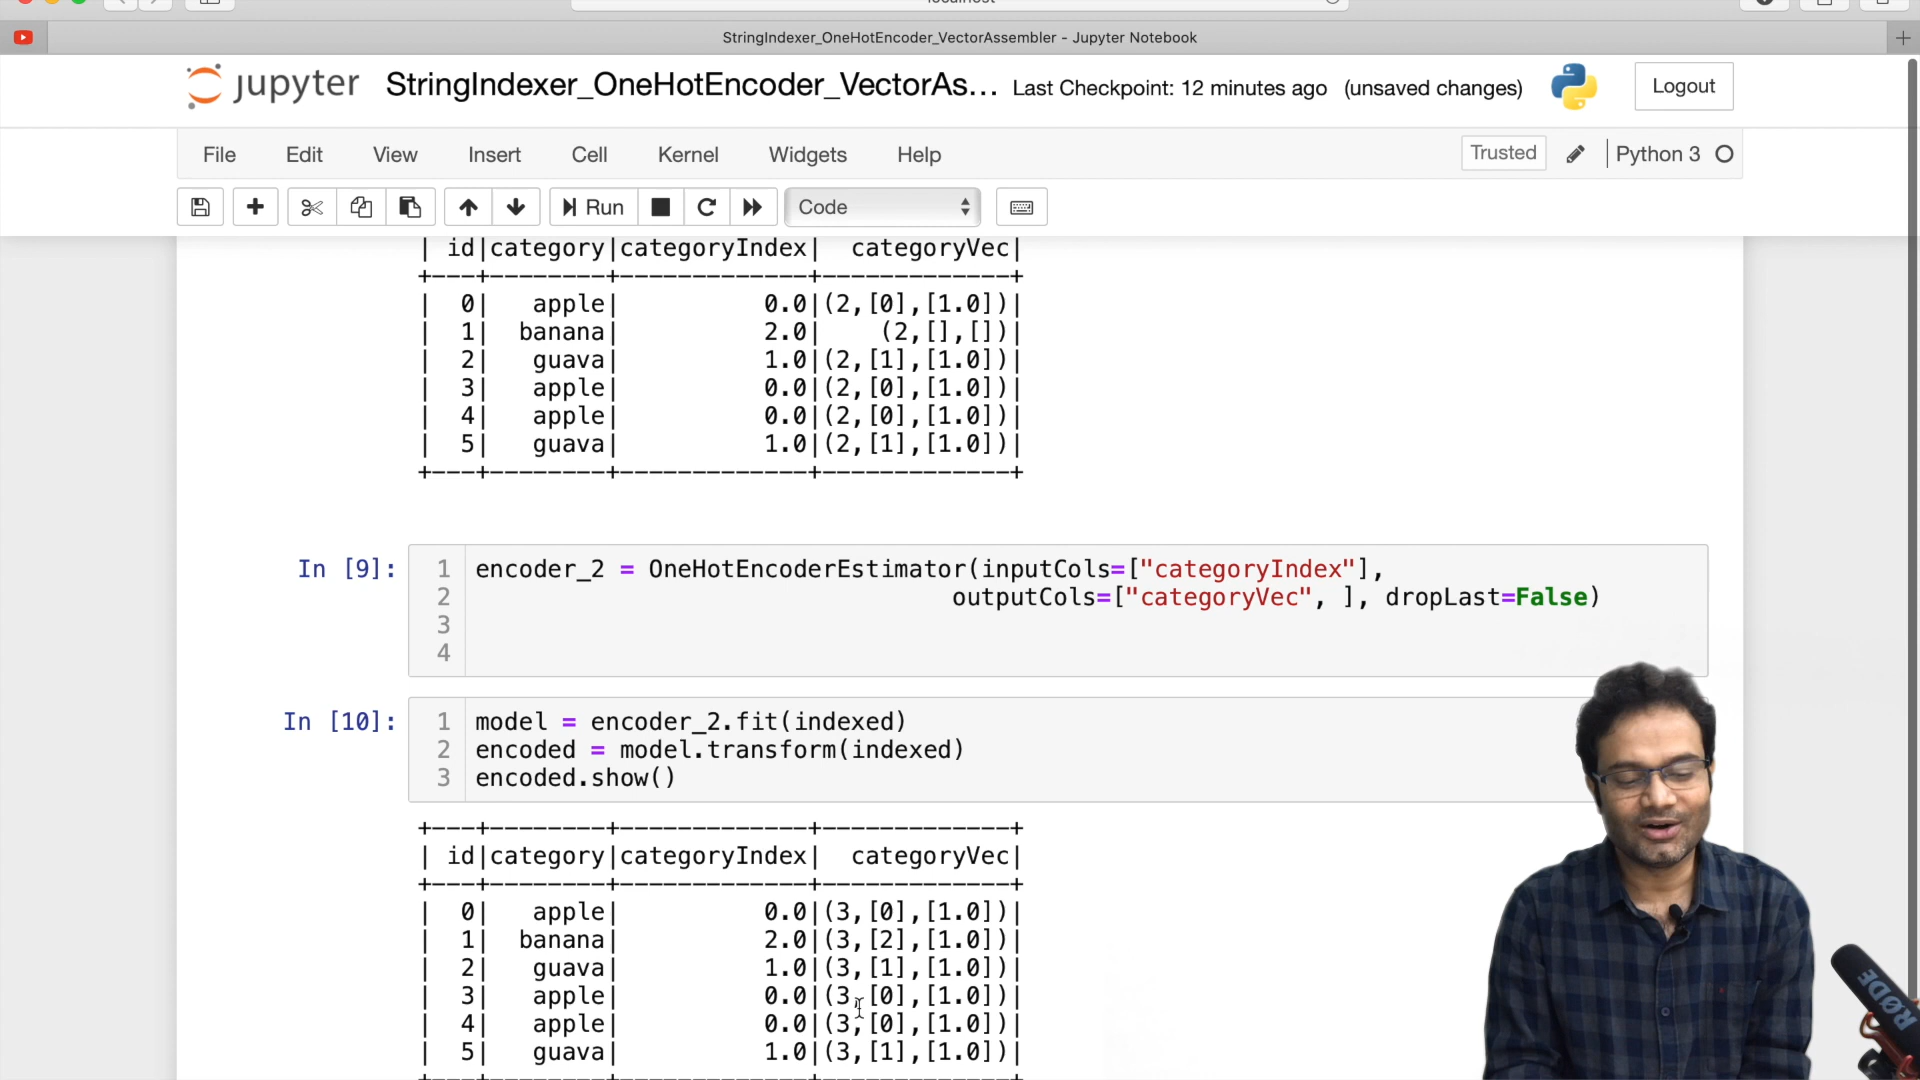 localhost
StringIndexer_OneHotEncoder_VectorAssembler - Jupyter Notebook
jupyter StringIndexer_OneHotEncoder_VectorAs... Last Checkpoint: 12 minutes ago (unsaved changes) Logout
File Edit View Insert Cell Kernel Widgets Help Trusted Python 3
Run Code
| id|category|categoryIndex|  categoryVec|
+---+--------+-------------+-------------+
|  0|   apple|          0.0|(2,[0],[1.0])|
|  1|  banana|          2.0|    (2,[],[])|
|  2|   guava|          1.0|(2,[1],[1.0])|
|  3|   apple|          0.0|(2,[0],[1.0])|
|  4|   apple|          0.0|(2,[0],[1.0])|
|  5|   guava|          1.0|(2,[1],[1.0])|
+---+--------+-------------+-------------+
In [9]: 1 encoder_2 = OneHotEncoderEstimator(inputCols=["categoryIndex"],
2 outputCols=["categoryVec", ], dropLast=False)
3
4
In [10]: 1 model = encoder_2.fit(indexed)
2 encoded = model.transform(indexed)
3 encoded.show()
+---+--------+-------------+-------------+
| id|category|categoryIndex|  categoryVec|
+---+--------+-------------+-------------+
|  0|   apple|          0.0|(3,[0],[1.0])|
|  1|  banana|          2.0|(3,[2],[1.0])|
|  2|   guava|          1.0|(3,[1],[1.0])|
|  3|   apple|          0.0|(3,[0],[1.0])|
|  4|   apple|          0.0|(3,[0],[1.0])|
|  5|   guava|          1.0|(3,[1],[1.0])|
+---+--------+-------------+-------------+
RØDE